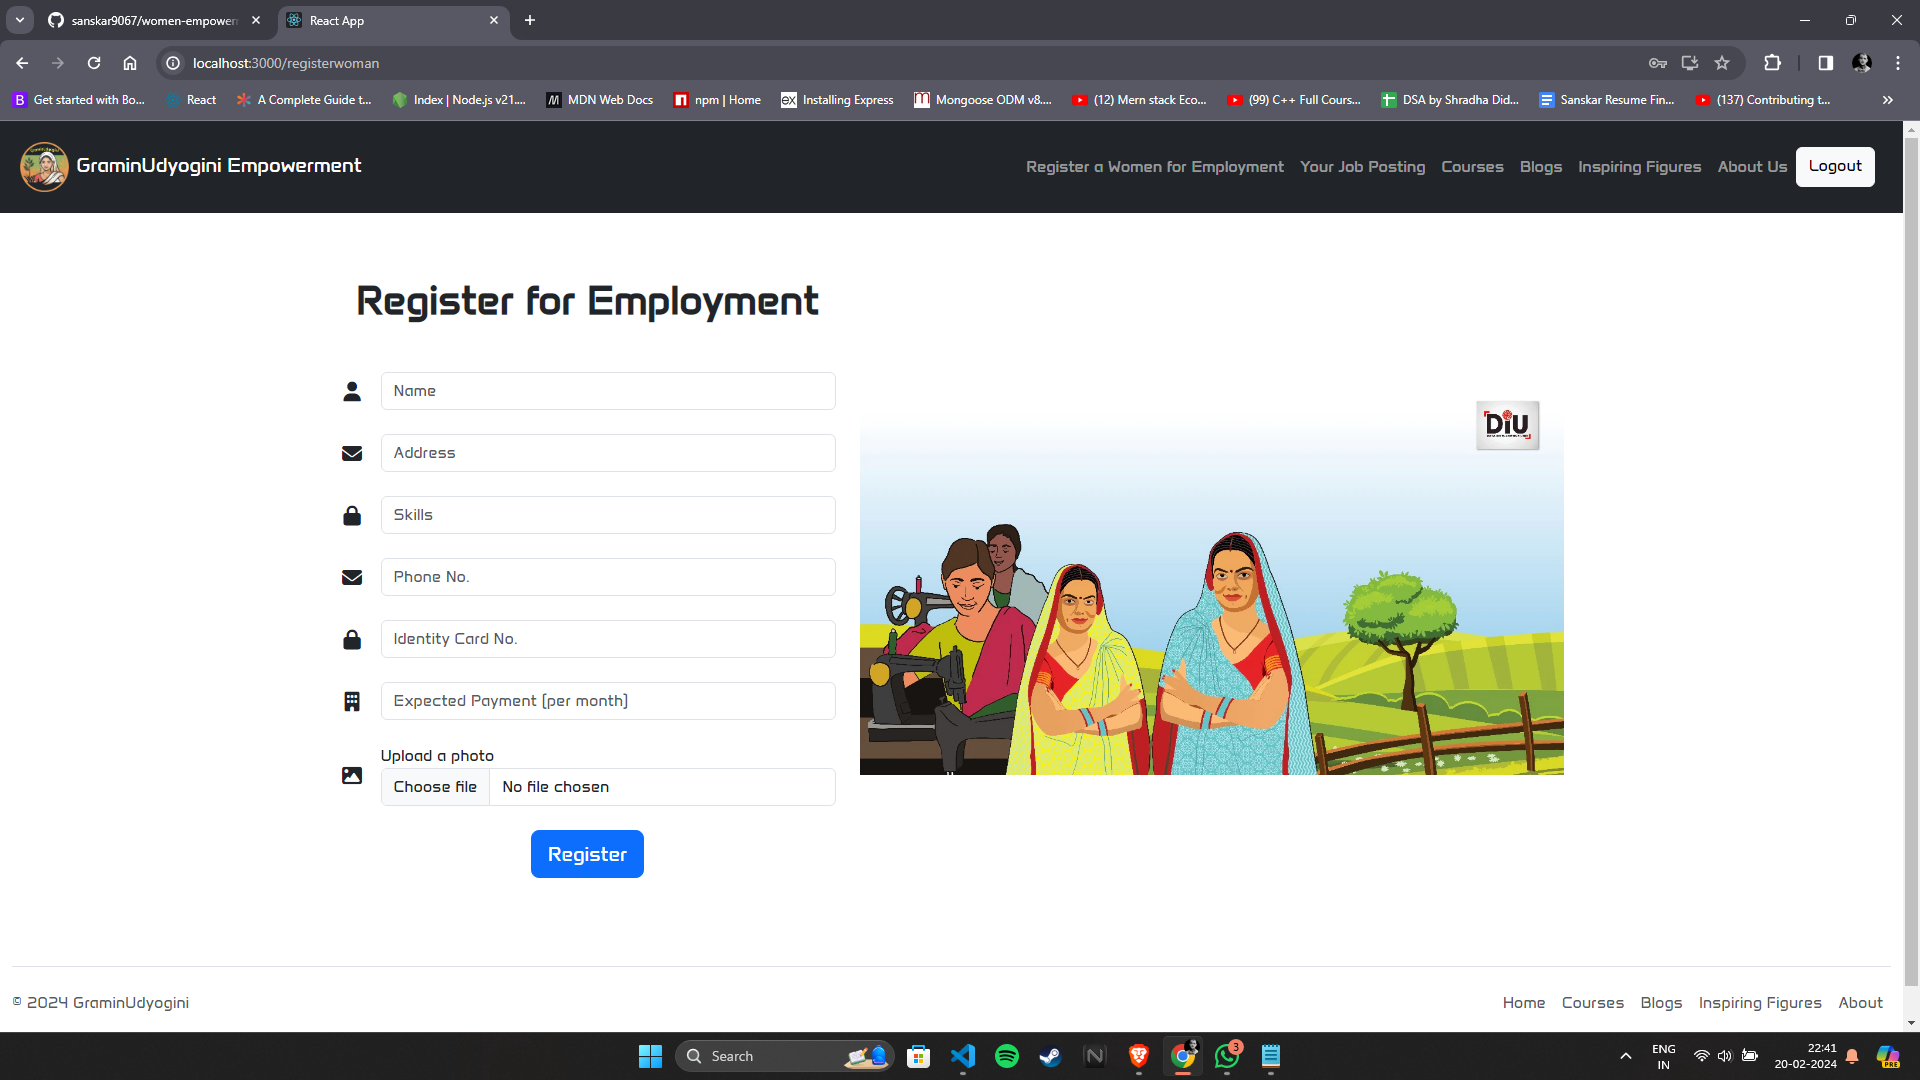 sanskar9067/women-empowerm
React App
localhost:3000/registerwoman
Get started with Bo...
React
A Complete Guide t...
Index | Node.js v21....
MDN Web Docs
npm | Home
Installing Express
Mongoose ODM v8....
(12) Mern stack Eco...
(99) C++ Full Cours...
DSA by Shradha Did...
Sanskar Resume Fin...
(137) Contributing t...
GraminUdyogini Empowerment
Register a Women for Employment
Your Job Posting
Courses
Blogs
Inspiring Figures
About Us
Logout
Register for Employment
Name
Address
Skills
Phone No.
Identity Card No.
Expected Payment (per month)
Upload a photo
Choose file
No file chosen
Register
DIU
© 2024 GraminUdyogini
Home
Courses
Blogs
Inspiring Figures
About
Search
3
ENG
IN
22:41
20-02-2024
PRE